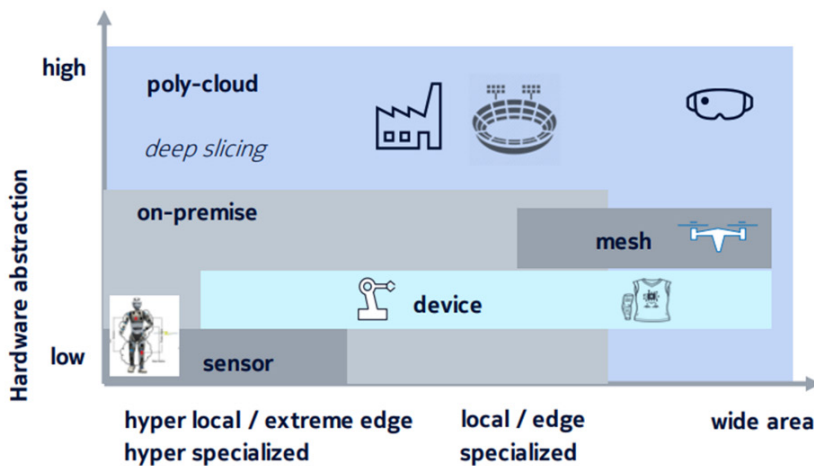 high
poly-cloud
deep slicing
on-premise
mesh
device
low
sensor
Hardware abstraction
hyper local / extreme edge
hyper specialized
local / edge
specialized
wide area